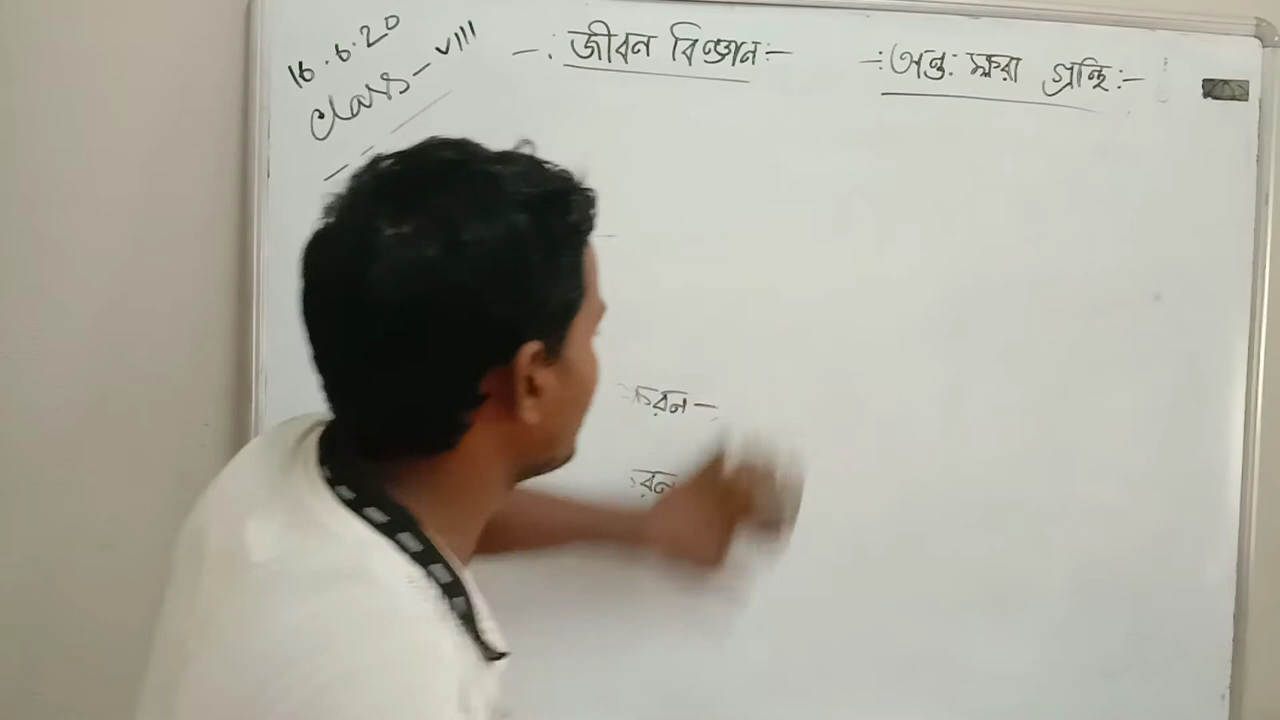 16.6.20
class - VIII
-: জীবন বিজ্ঞান :-
-: অন্ত: ক্ষরা গ্রন্থি :-